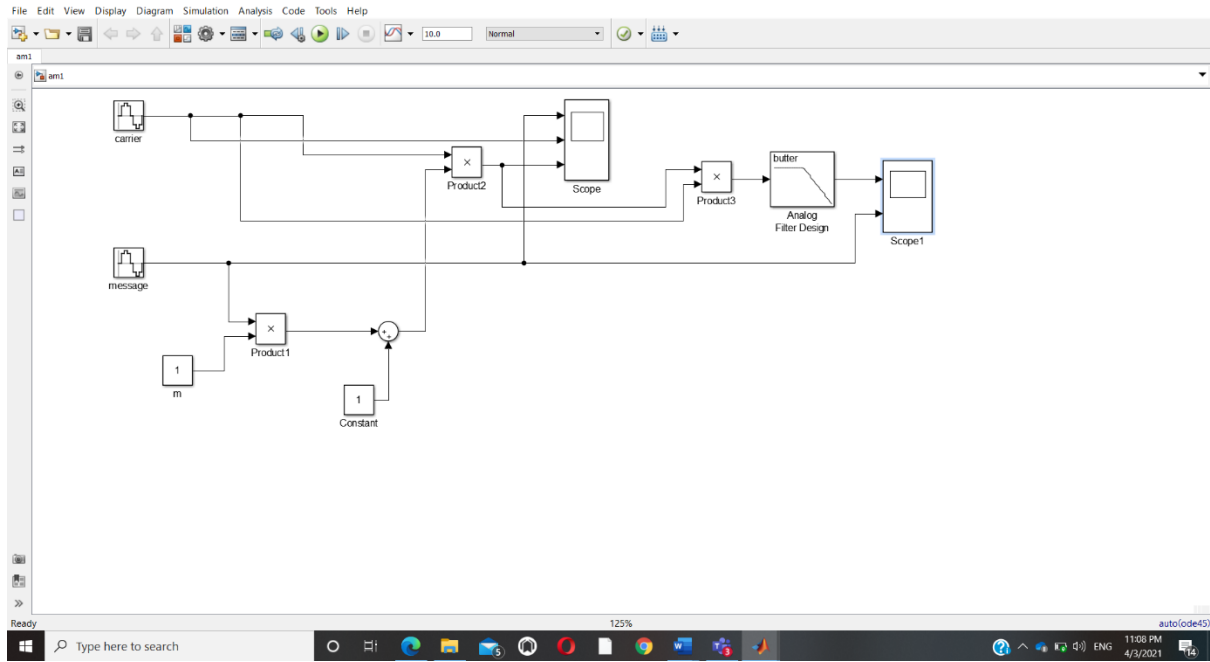 File Edit View Display Diagram Simulation Analysis Code Tools Help
10.0 Normal
am1
am1
carrier
Product2
Scope
Product3
butter
Analog
Filter Design
Scope1
message
Product1
1
m
1
Constant
Ready 125% auto(ode45)
Type here to search
ENG
11:08 PM
4/3/2021